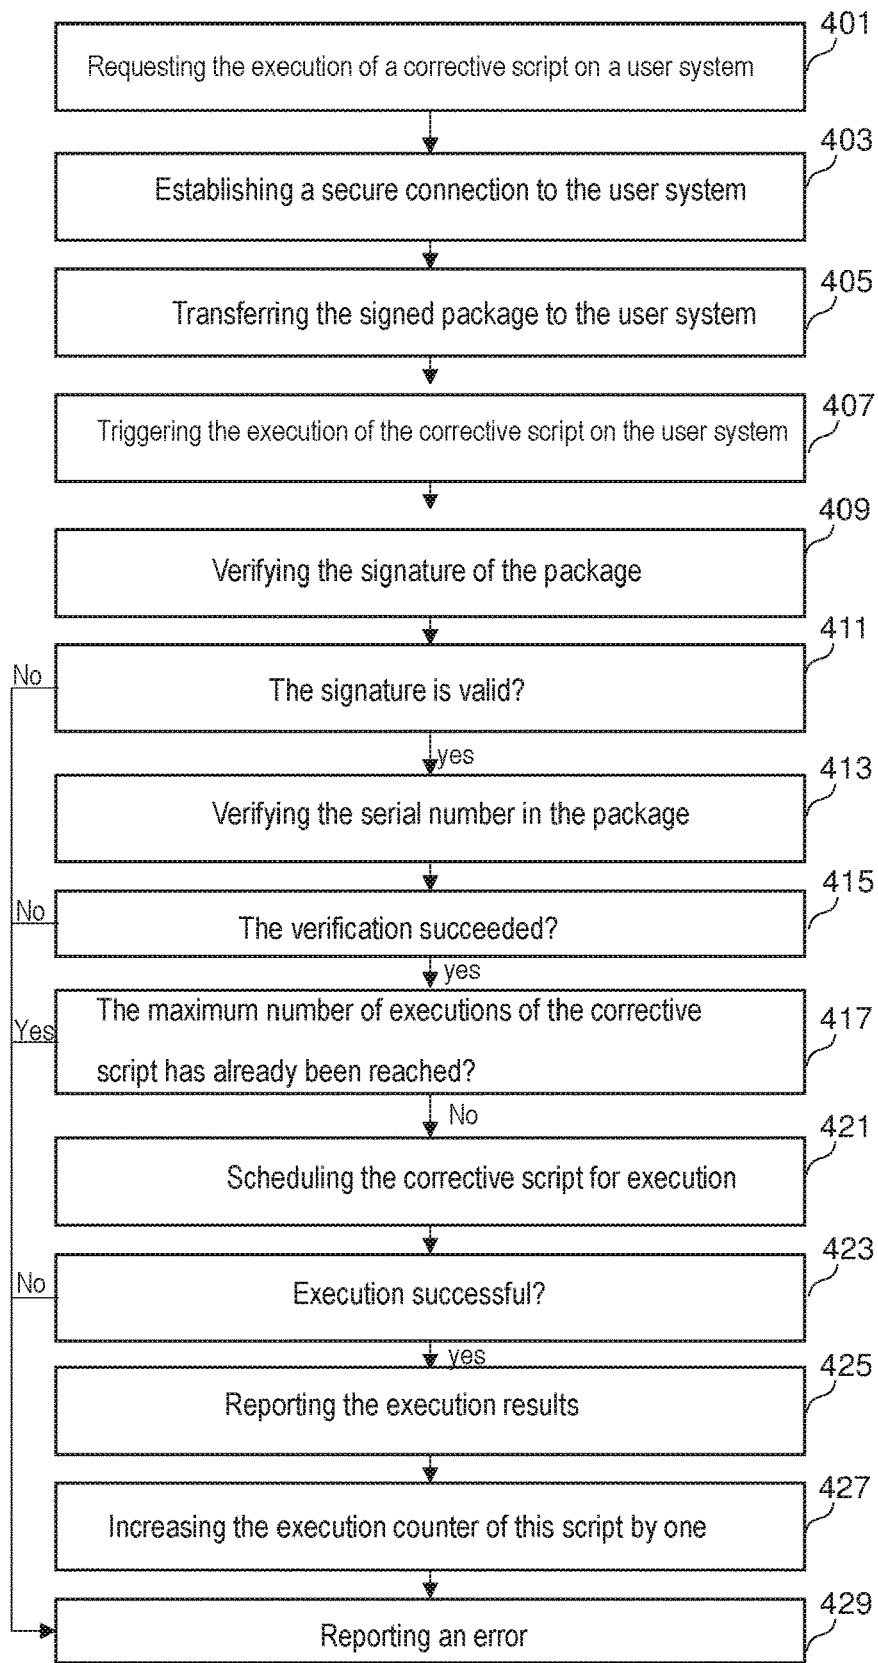 401
Requesting the execution of a corrective script on a user system
403
Establishing a secure connection to the user system
405
Transferring the signed package to the user system
407
Triggering the execution of the corrective script on the user system
409
Verifying the signature of the package
411
No
The signature is valid?
yes
413
Verifying the serial number in the package
415
No
The verification succeeded?
yes
417
Yes
The maximum number of executions of the corrective
script has already been reached?
No
421
Scheduling the corrective script for execution
423
No
Execution successful?
yes
425
Reporting the execution results
427
Increasing the execution counter of this script by one
429
Reporting an error